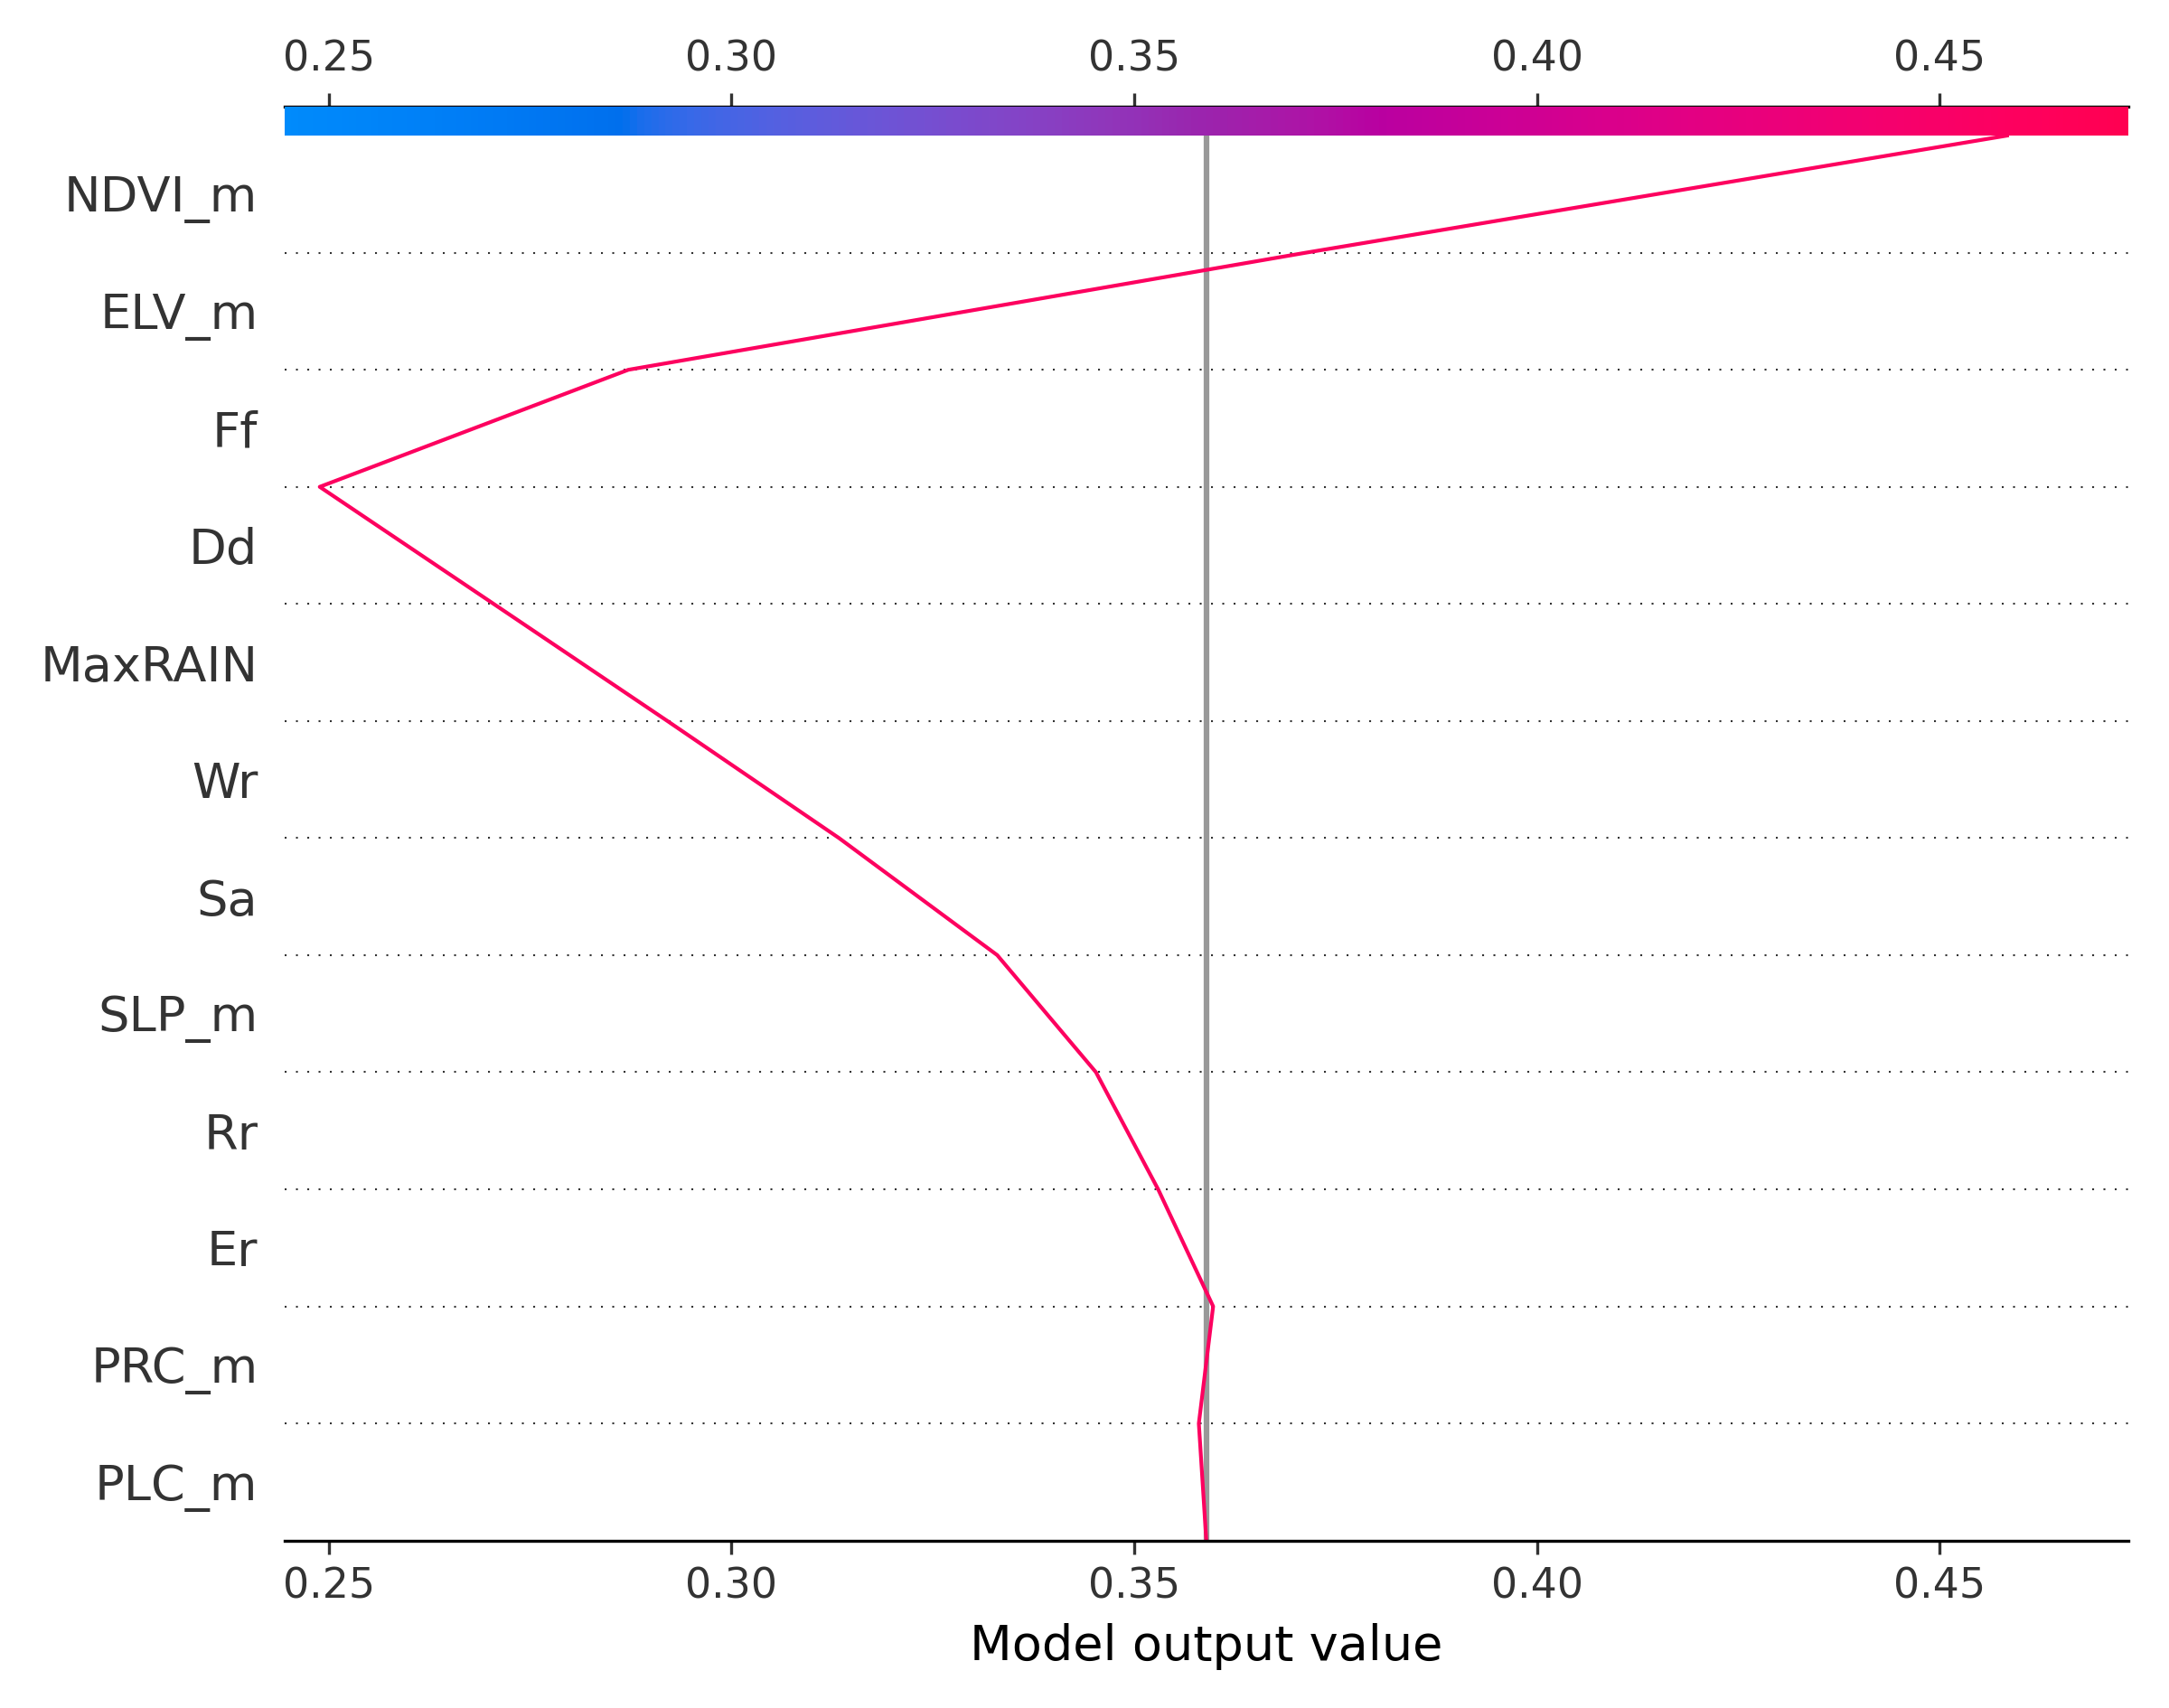 0.25 0.30 0.35 0.40 0.45
NDVI_m
ELV_m
Ff
Dd
MaxRAIN
Wr
Sa
SLP_m
Rr
Er
PRC_m
PLC_m
0.25 0.30 0.35 0.40 0.45
Model output value